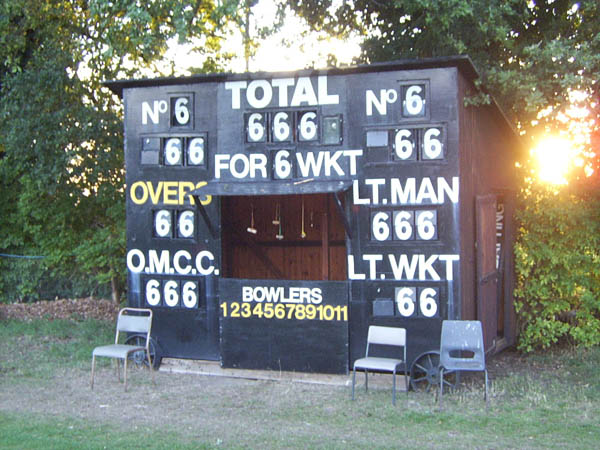 TOTAL
No 6
666
No 6
66
66
FOR 6 WKT
OVERS
66
LT. MAN
666
O.M.C.C.
666
LT. WKT
66
BOWLERS
1234567891011